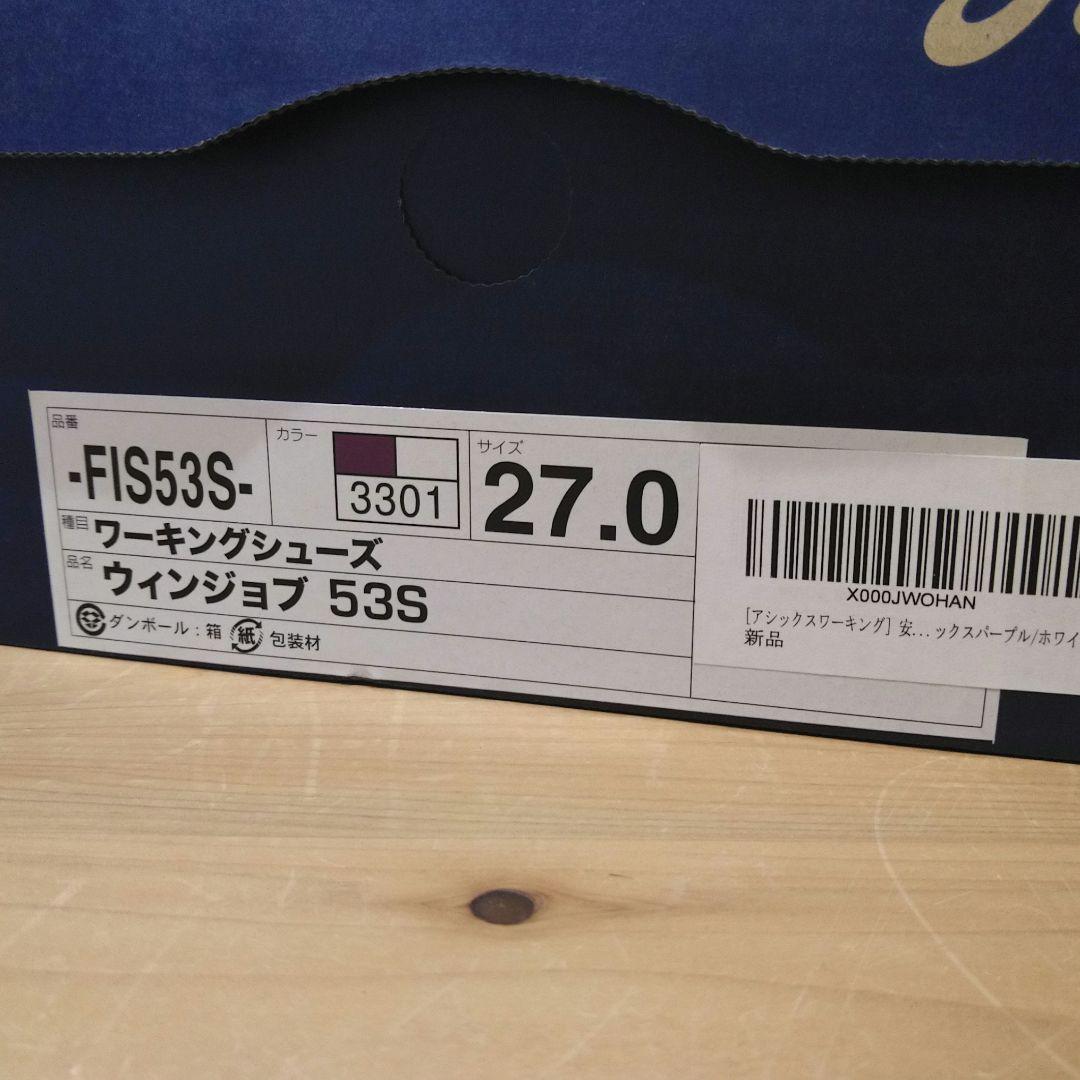 品番
-FIS53S-
カラー
3301
サイズ
27.0
種目 ワーキングシューズ
品名 ウィンジョブ 53S
ダンボール:箱 紙 包装材
X000JWOHAN
[アシックスワーキング] 安...ックスパープル/ホワイ
新品